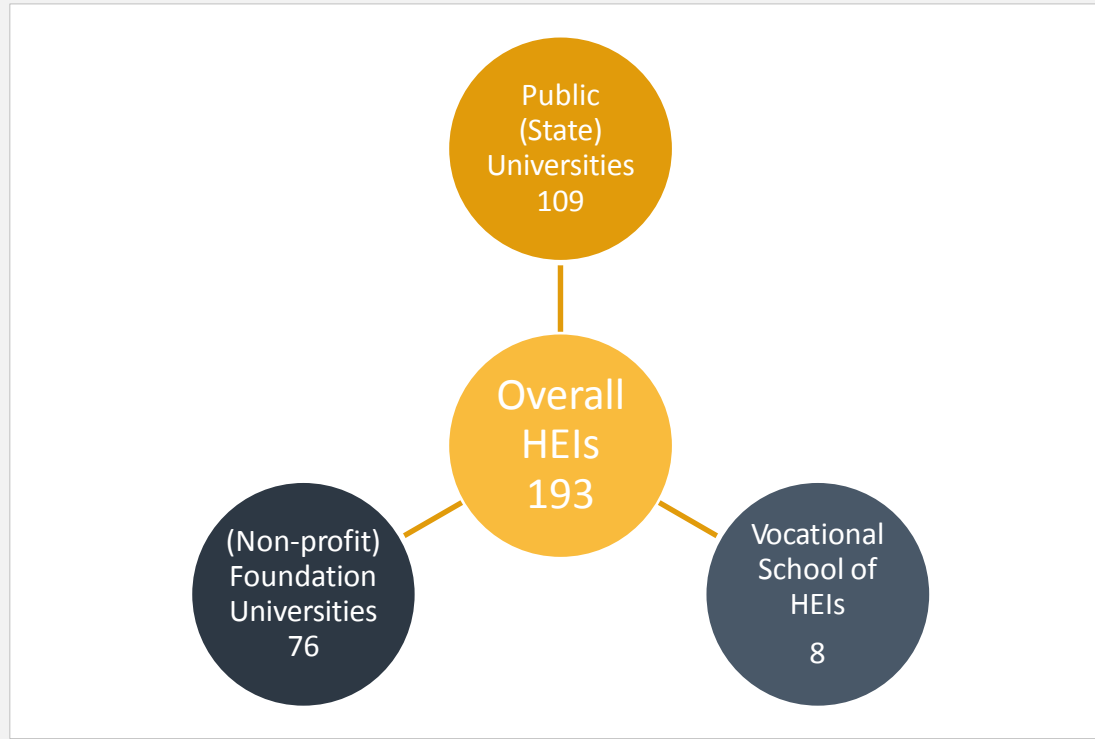 Public
(State)
Universities
109
Overall
HEIs
193
(Non-profit)
Foundation
Universities
76
Vocational
School of
HEIs
8